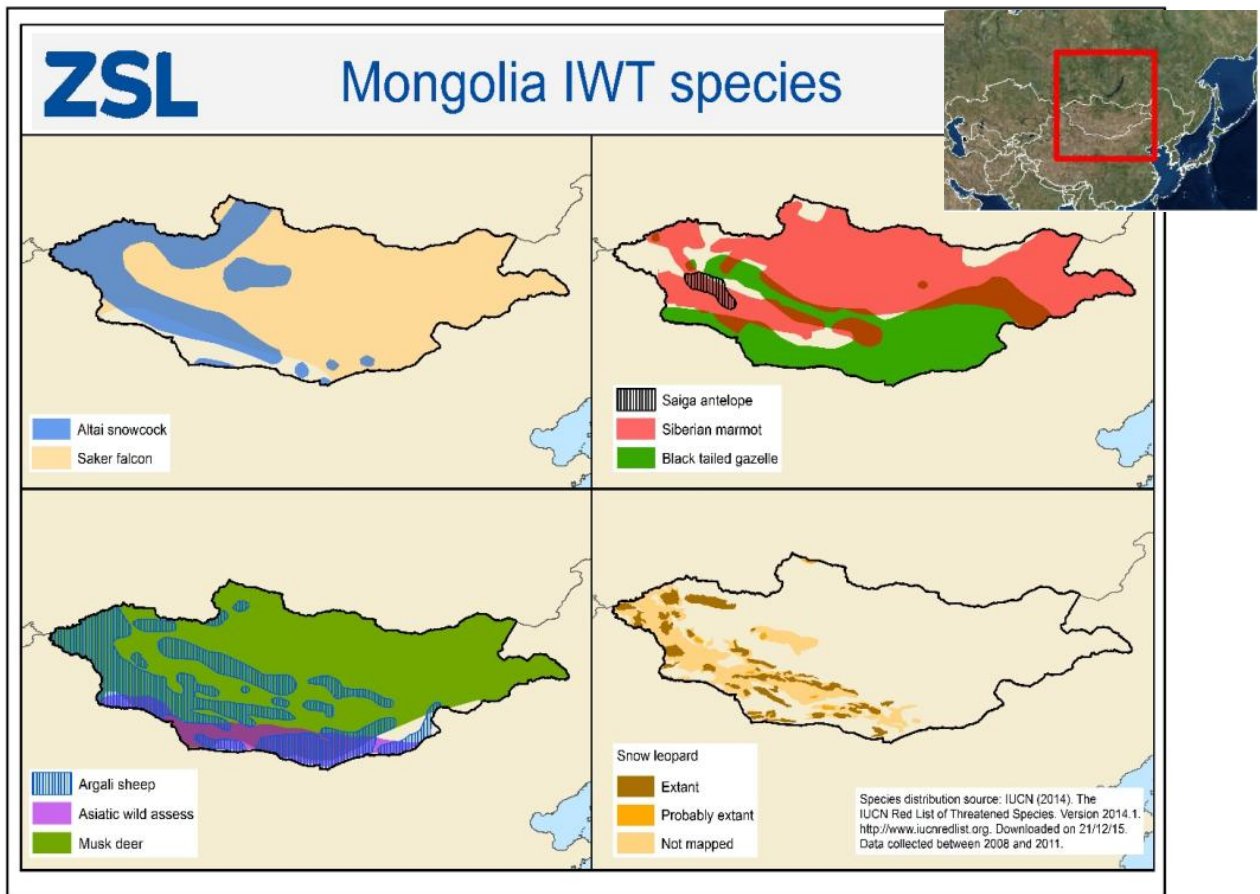 ZSL
Mongolia IWT species
Altai snowcock
Saker falcon
Saiga antelope
Siberian marmot
Black tailed gazelle
Argali sheep
Asiatic wild assess
Musk deer
Snow leopard
Extant
Probably extant
Not mapped
Species distribution source: IUCN (2014). The
IUCN Red List of Threatened Species. Version 2014.1.
http://www.iucnredlist.org. Downloaded on 21/12/15.
Data collected between 2008 and 2011.